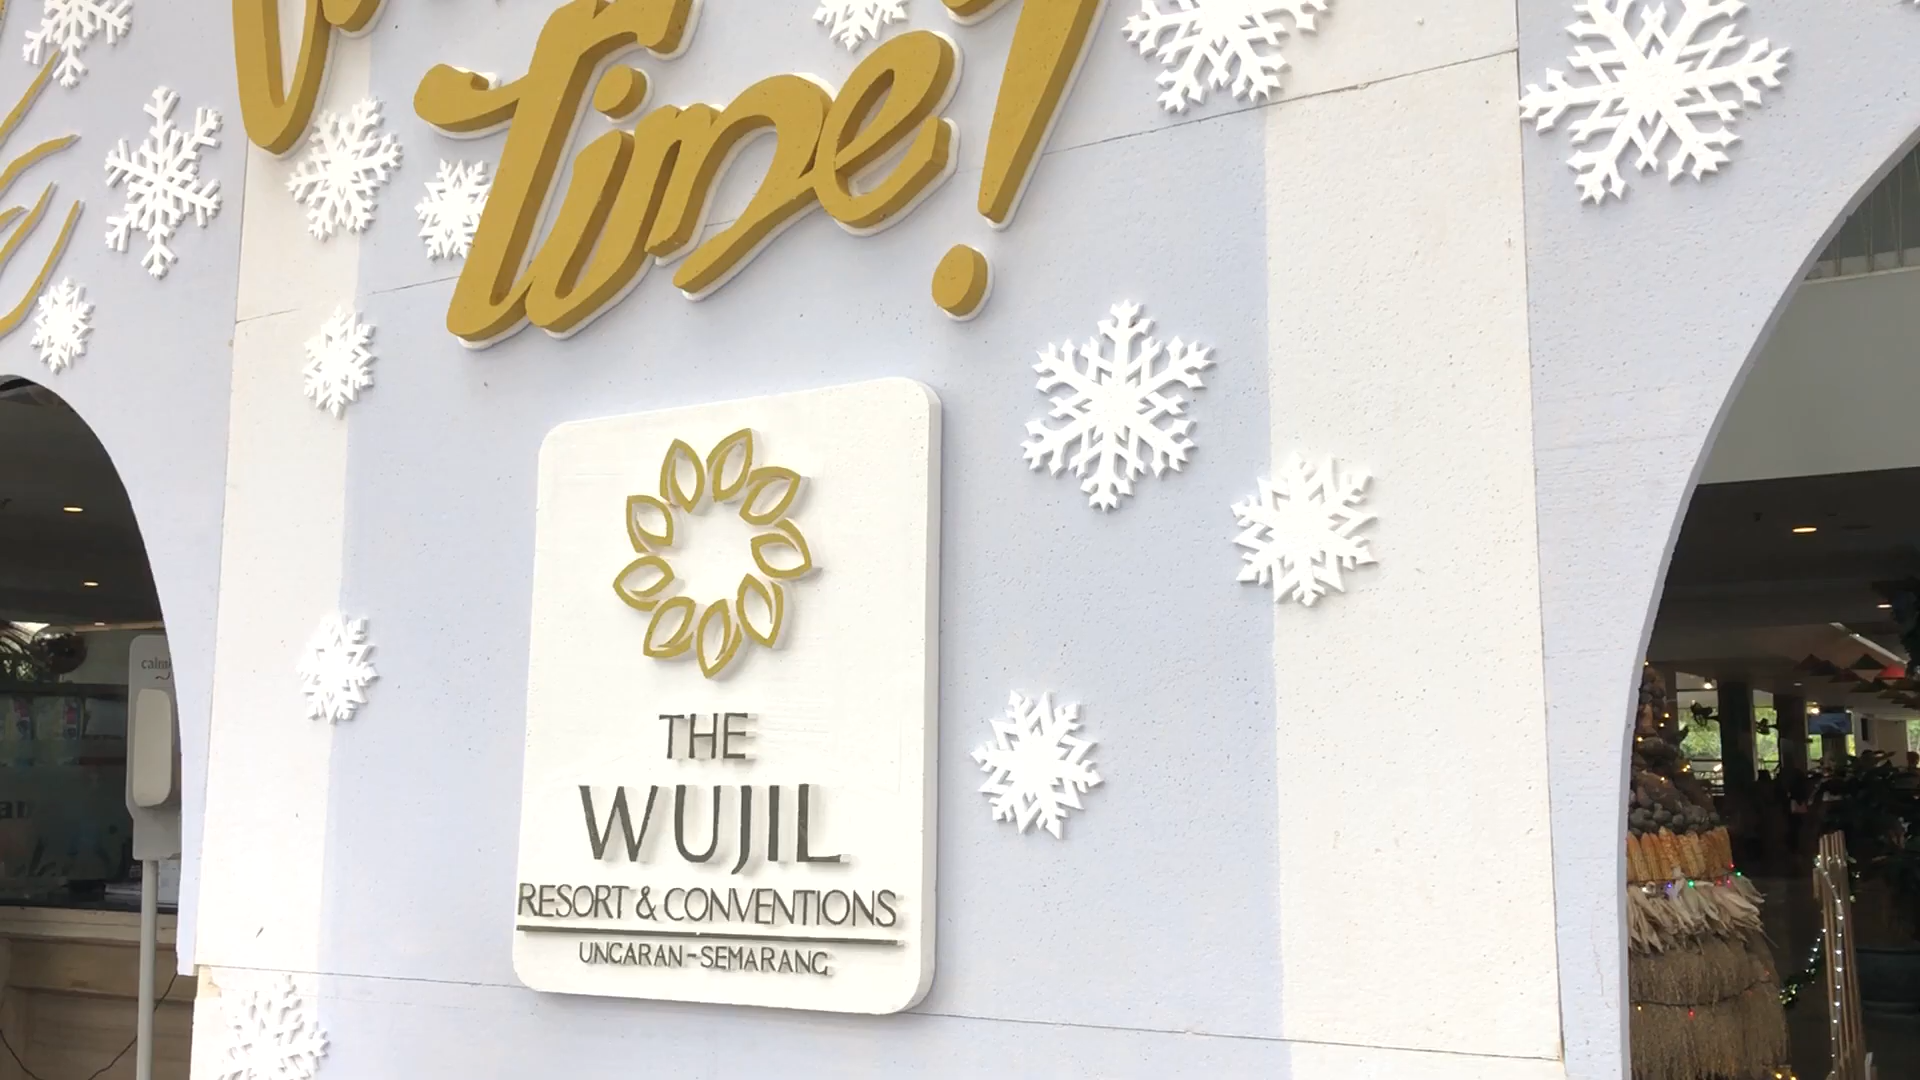 Time!
THE
WUJIL
RESORT & CONVENTIONS
UNGARAN-SEMARANG